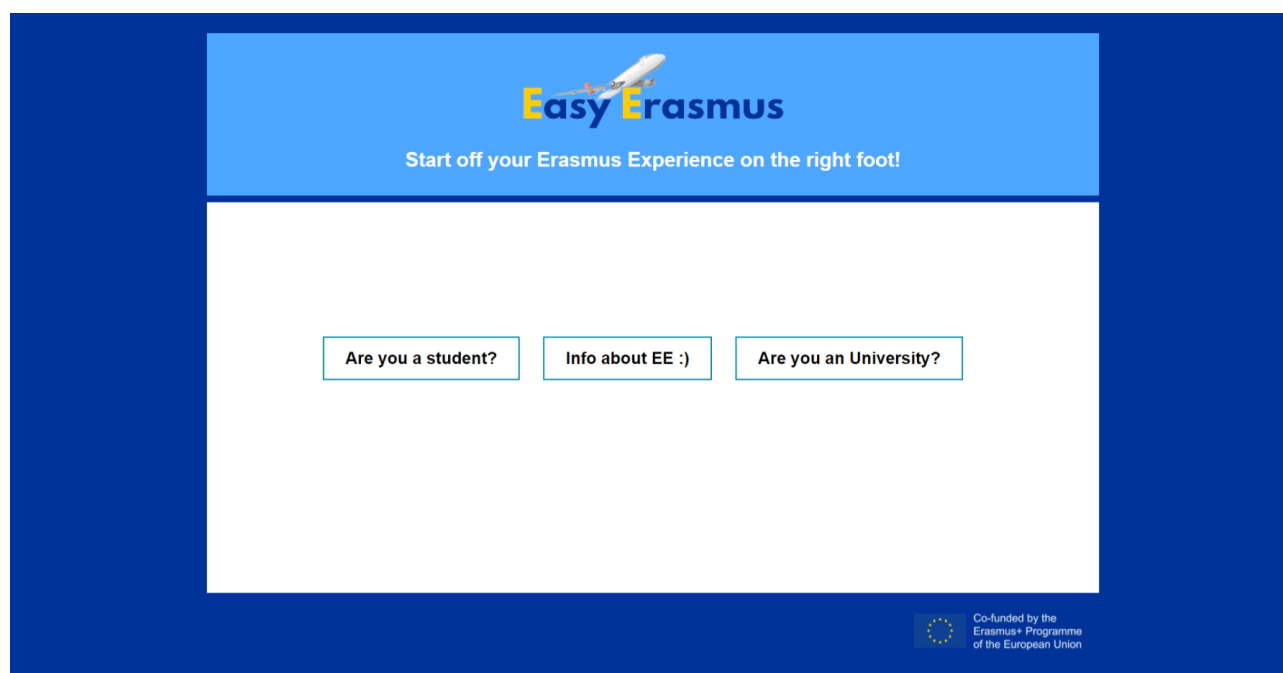 Easy Erasmus
Start off your Erasmus Experience on the right foot!
Are you a student?
Info about EE :)
Are you an University?
Co-funded by the
Erasmus+ Programme
of the European Union